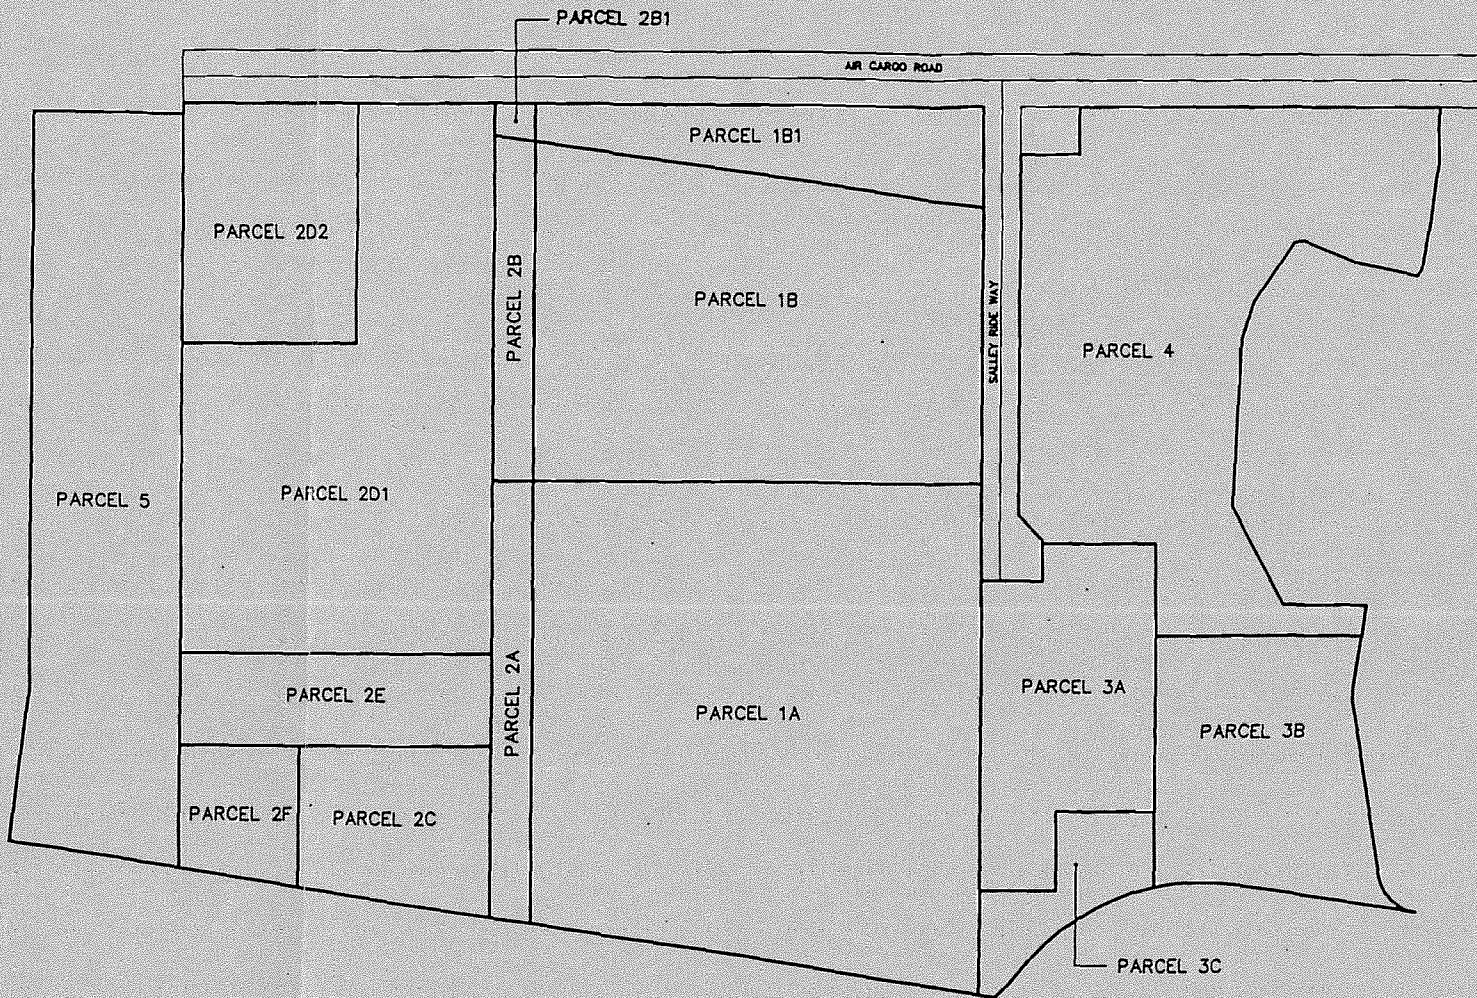 PARCEL 2B1
AIR CARGO ROAD
PARCEL 1B1
PARCEL 2D2
PARCEL 2B
PARCEL 1B
SALLEY RIDE WAY
PARCEL 4
PARCEL 5
PARCEL 2D1
PARCEL 2E
PARCEL 2A
PARCEL 1A
PARCEL 3A
PARCEL 3B
PARCEL 2F
PARCEL 2C
PARCEL 3C